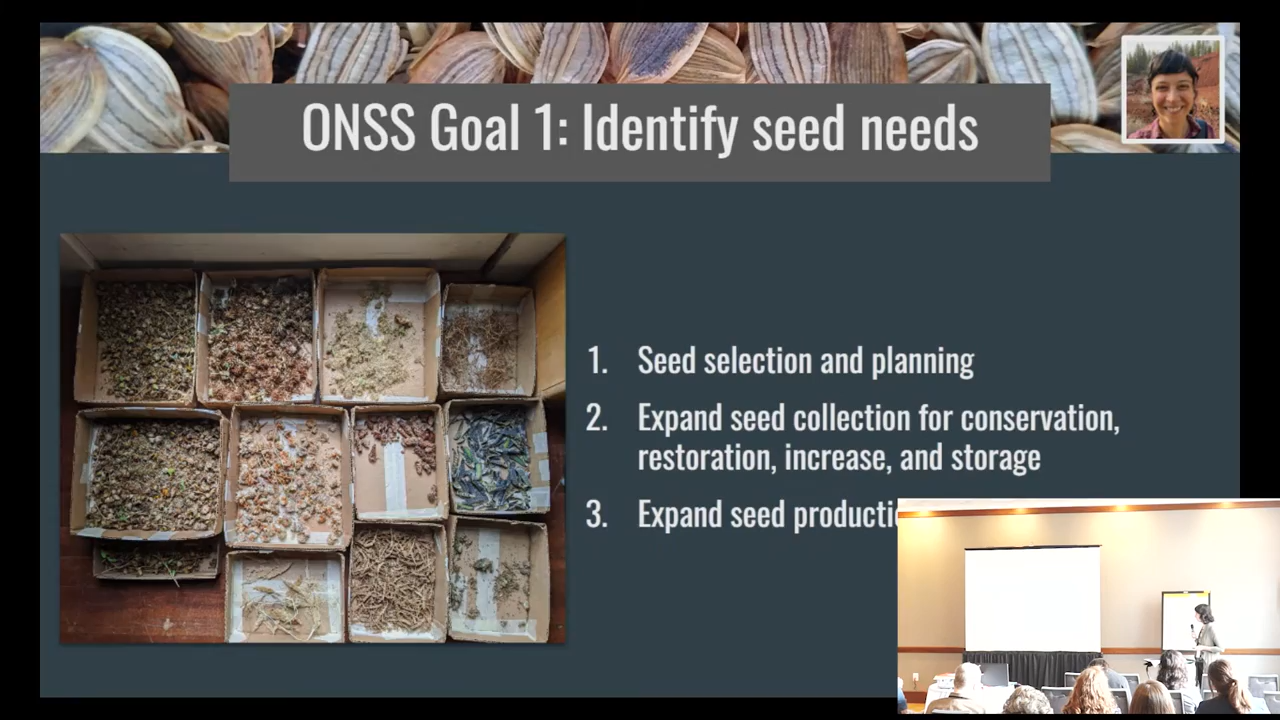 ONSS Goal 1: Identify seed needs
1. Seed selection and planning
2. Expand seed collection for conservation,
restoration, increase, and storage
3. Expand seed